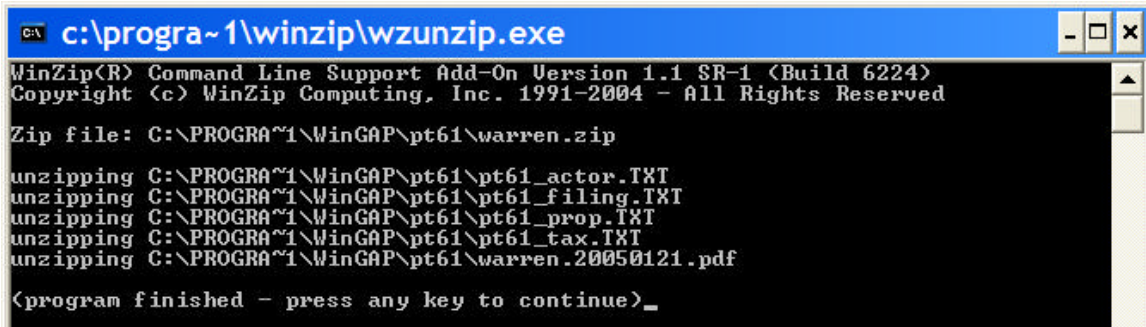 c:\progra~1\winzip\wzunzip.exe
WinZip(R) Command Line Support Add-On Version 1.1 SR-1 (Build 6224)
Copyright (c) WinZip Computing, Inc. 1991-2004 - All Rights Reserved
Zip file: C:\PROGRA~1\WinGAP\pt61\warren.zip
unzipping C:\PROGRA~1\WinGAP\pt61\pt61_actor.TXT
unzipping C:\PROGRA~1\WinGAP\pt61\pt61_filing.TXT
unzipping C:\PROGRA~1\WinGAP\pt61\pt61_prop.TXT
unzipping C:\PROGRA~1\WinGAP\pt61\pt61_tax.TXT
unzipping C:\PROGRA~1\WinGAP\pt61\warren.20050121.pdf
(program finished - press any key to continue)_